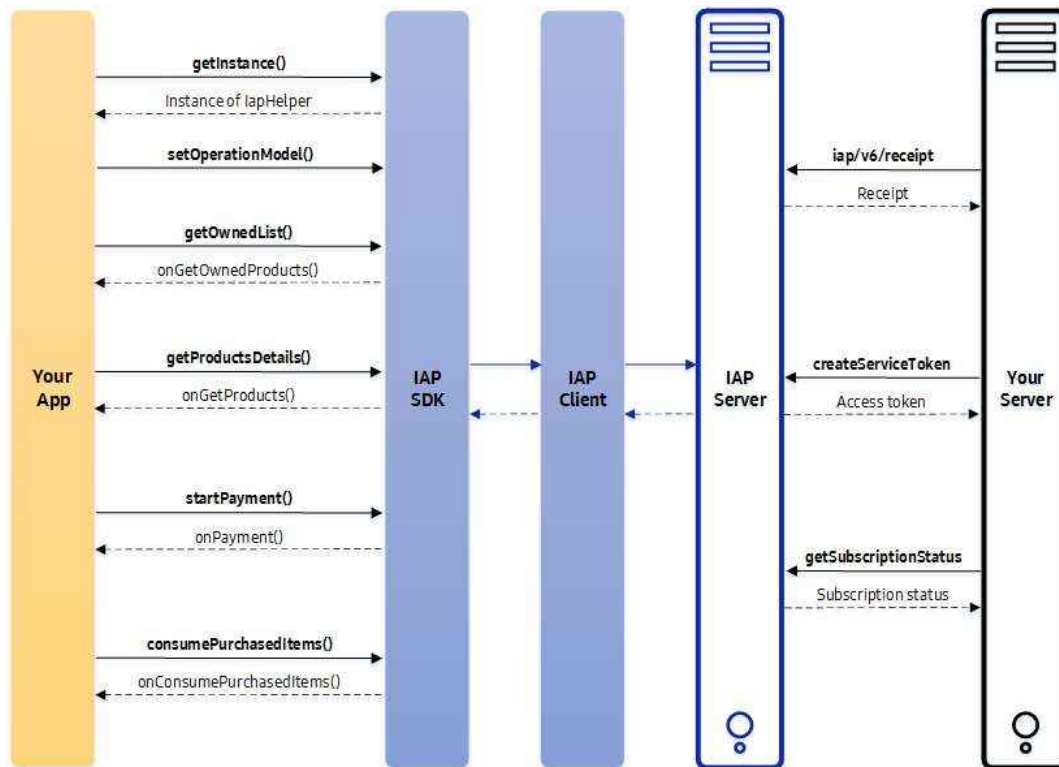 getInstance()
Instance of IapHelper
setOperationModel()
getOwnedList()
onGetOwnedProducts()
getProductsDetails()
onGetProducts()
startPayment()
onPayment()
consumePurchasedItems()
onConsumePurchasedItems()
Your
App
IAP
SDK
IAP
Client
IAP
Server
Your
Server
iap/v6/receipt
Receipt
createServiceToken
Access token
getSubscriptionStatus
Subscription status